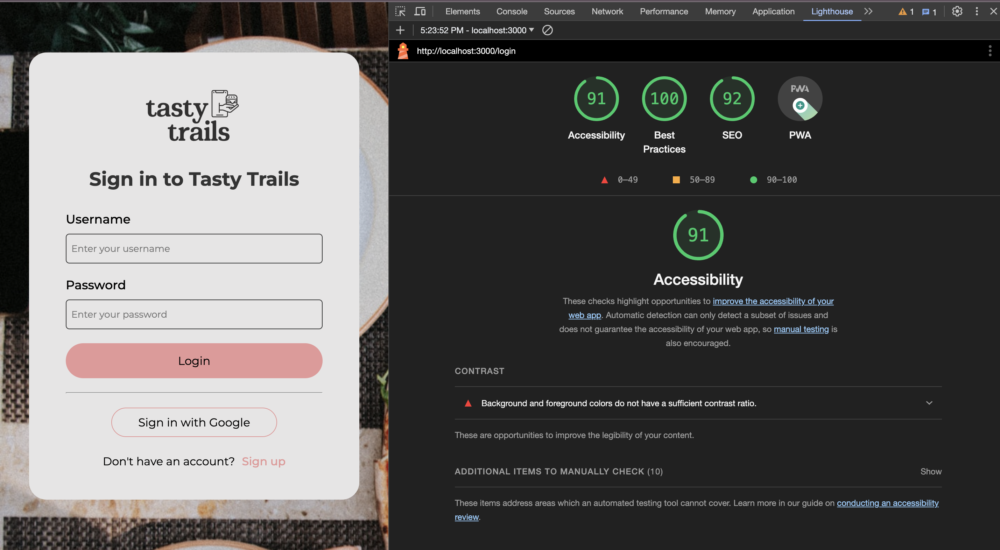 tasty
trails
Sign in to Tasty Trails
Username
Enter your username
Password
Enter your password
Login
Sign in with Google
Don't have an account? Sign up
Elements Console Sources Network Performance Memory Application Lighthouse 1 1
5:23:52 PM - localhost:3000
http://localhost:3000/login
91 100 92 PWA
Accessibility Best Practices SEO PWA
0–49 50–89 90–100
91
Accessibility
These checks highlight opportunities to improve the accessibility of your
web app. Automatic detection can only detect a subset of issues and
does not guarantee the accessibility of your web app, so manual testing is
also encouraged.
CONTRAST
Background and foreground colors do not have a sufficient contrast ratio.
These are opportunities to improve the legibility of your content.
ADDITIONAL ITEMS TO MANUALLY CHECK (10) Show
These items address areas which an automated testing tool cannot cover. Learn more in our guide on conducting an accessibility
review.